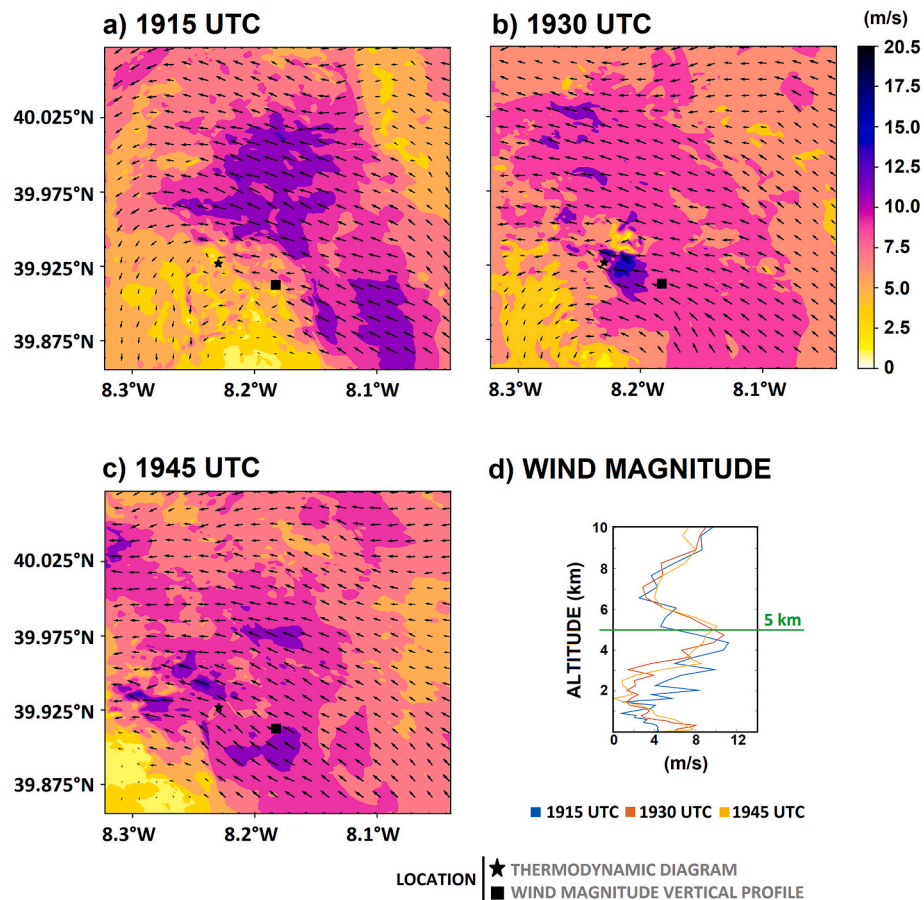 a) 1915 UTC
b) 1930 UTC
(m/s)
40.025°N
39.975°N
39.925°N
39.875°N
8.3°W 8.2°W 8.1°W
8.3°W 8.2°W 8.1°W
20.5
17.5
15.0
12.5
10.0
7.5
5.0
2.5
0
c) 1945 UTC
d) WIND MAGNITUDE
40.025°N
39.975°N
39.925°N
39.875°N
8.3°W 8.2°W 8.1°W
ALTITUDE (km)
10
8
6
4
2
5 km
0 4 8 12
(m/s)
1915 UTC 1930 UTC 1945 UTC
LOCATION
THERMODYNAMIC DIAGRAM
WIND MAGNITUDE VERTICAL PROFILE